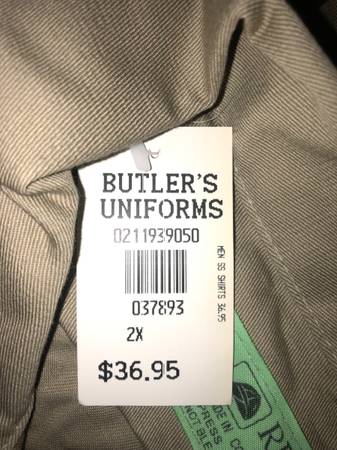 BUTLER'S
UNIFORMS
0211939050
037893
2X
$36.95
MEN SS SHIRTS 36.95